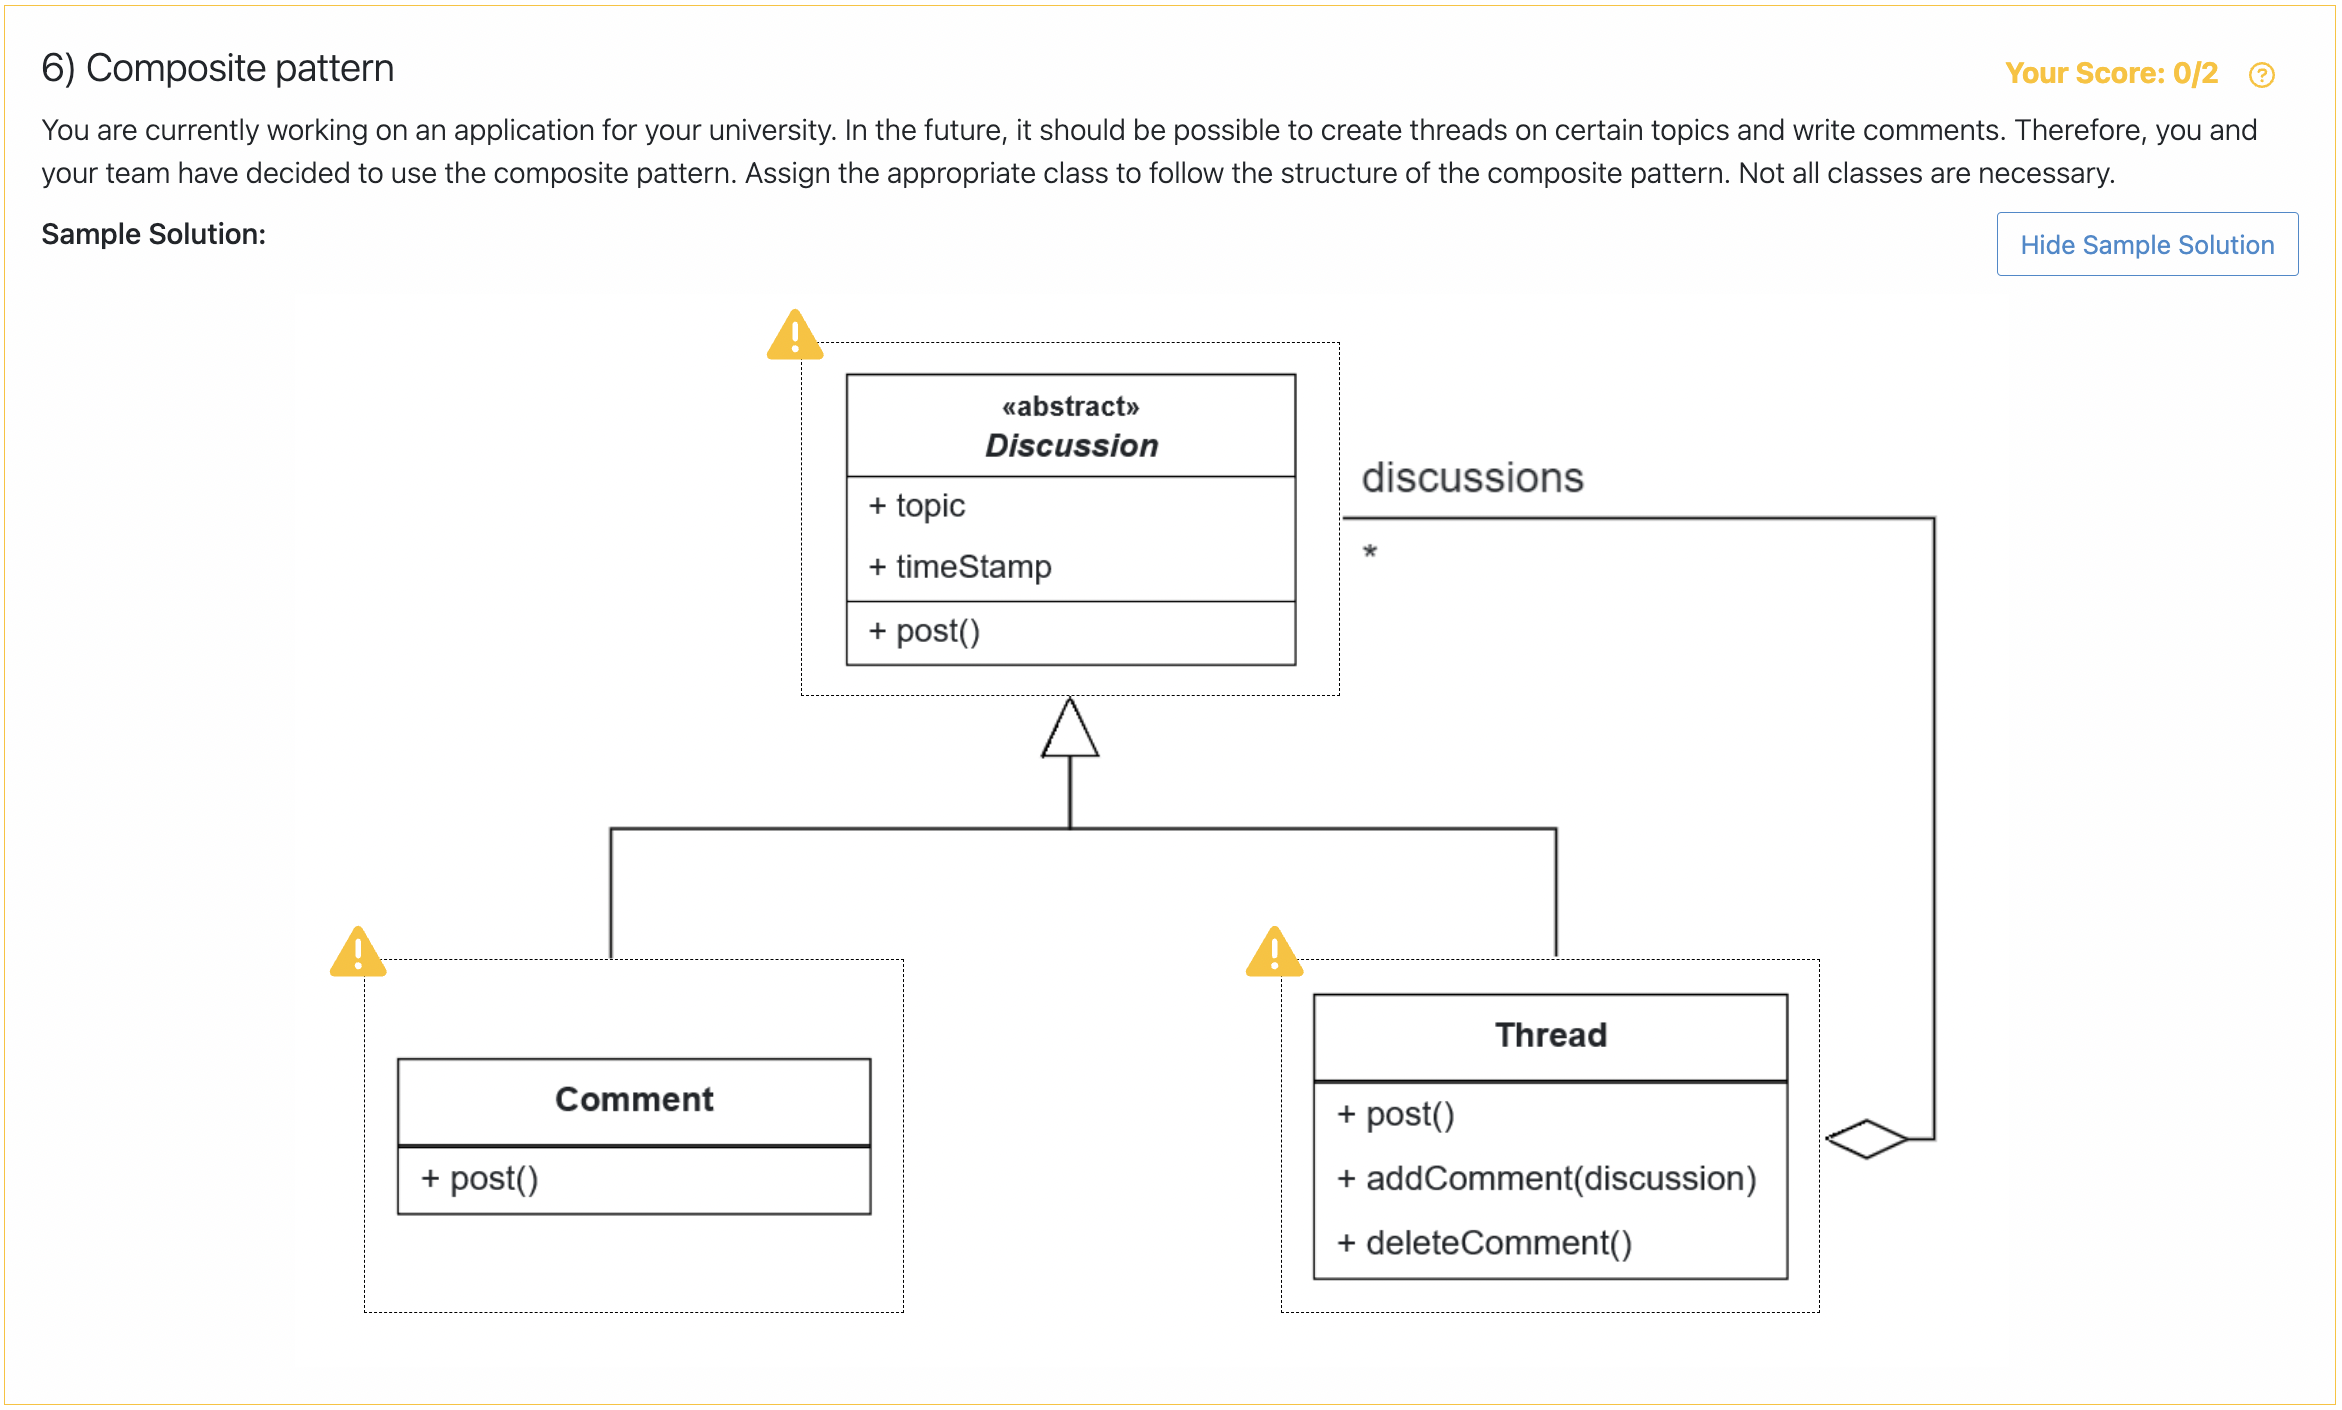 6) Composite pattern
Your Score: 0/2
You are currently working on an application for your university. In the future, it should be possible to create threads on certain topics and write comments. Therefore, you and
your team have decided to use the composite pattern. Assign the appropriate class to follow the structure of the composite pattern. Not all classes are necessary.
Sample Solution:
Hide Sample Solution
«abstract»
Discussion
+ topic
+ timeStamp
+ post()
discussions
*
Comment
+ post()
Thread
+ post()
+ addComment(discussion)
+ deleteComment()